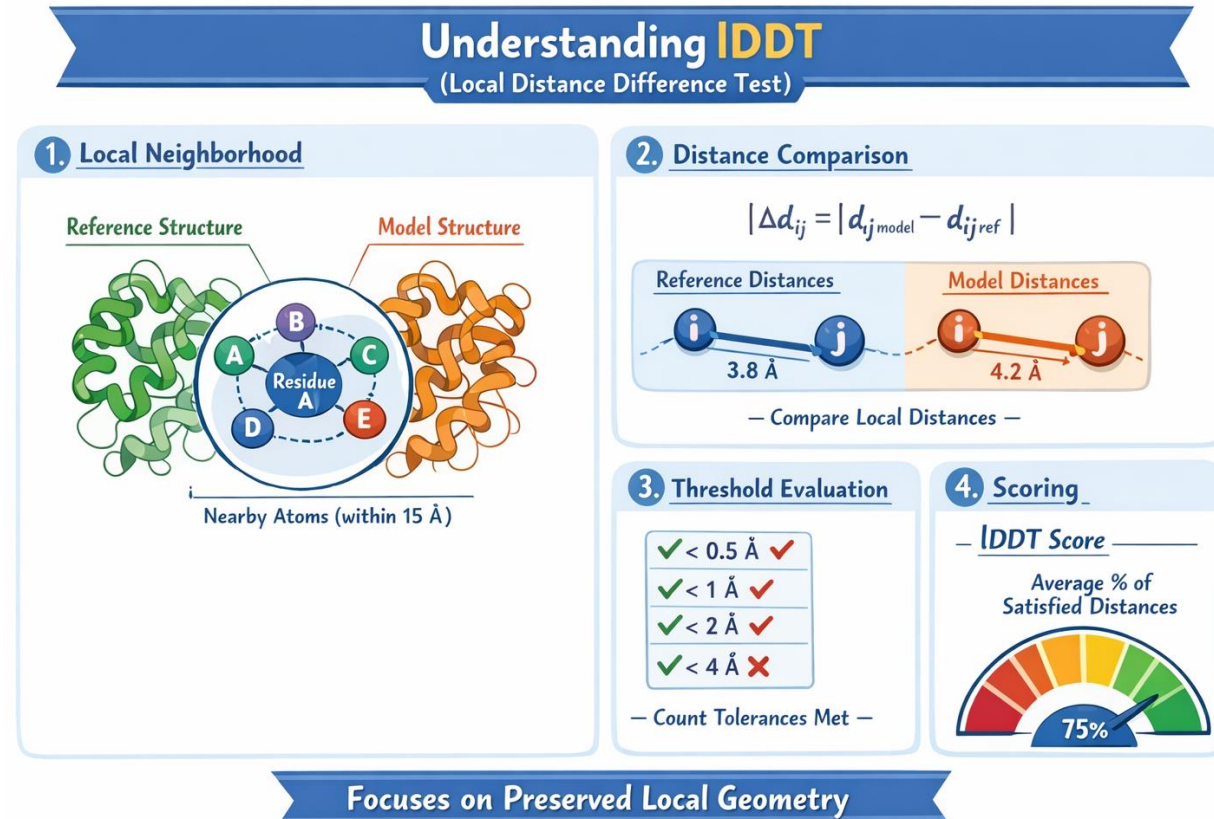 Understanding lDDT
(Local Distance Difference Test)
1. Local Neighborhood
Reference Structure
Model Structure
B
A
C
Residue
A
D
E
Nearby Atoms (within 15 Å)
2. Distance Comparison
|Δd_ij = |d_ij model − d_ij ref|
Reference Distances
Model Distances
i
j
i
j
3.8 Å
4.2 Å
— Compare Local Distances —
3. Threshold Evaluation
✓ < 0.5 Å ✓
✓ < 1 Å ✓
✓ < 2 Å ✓
✓ < 4 Å ✗
— Count Tolerances Met —
4. Scoring
— lDDT Score —
Average % of
Satisfied Distances
75%
Focuses on Preserved Local Geometry